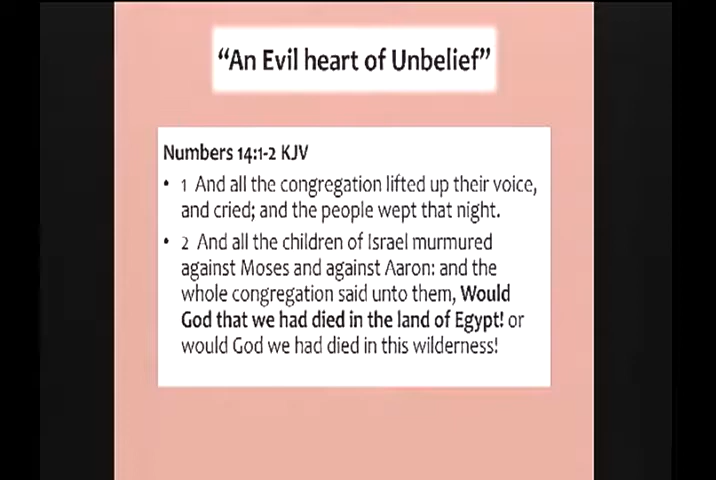 “An Evil heart of Unbelief”
Numbers 14:1-2 KJV
• 1 And all the congregation lifted up their voice,
and cried; and the people wept that night.
• 2 And all the children of Israel murmured
against Moses and against Aaron: and the
whole congregation said unto them, Would
God that we had died in the land of Egypt! or
would God we had died in this wilderness!